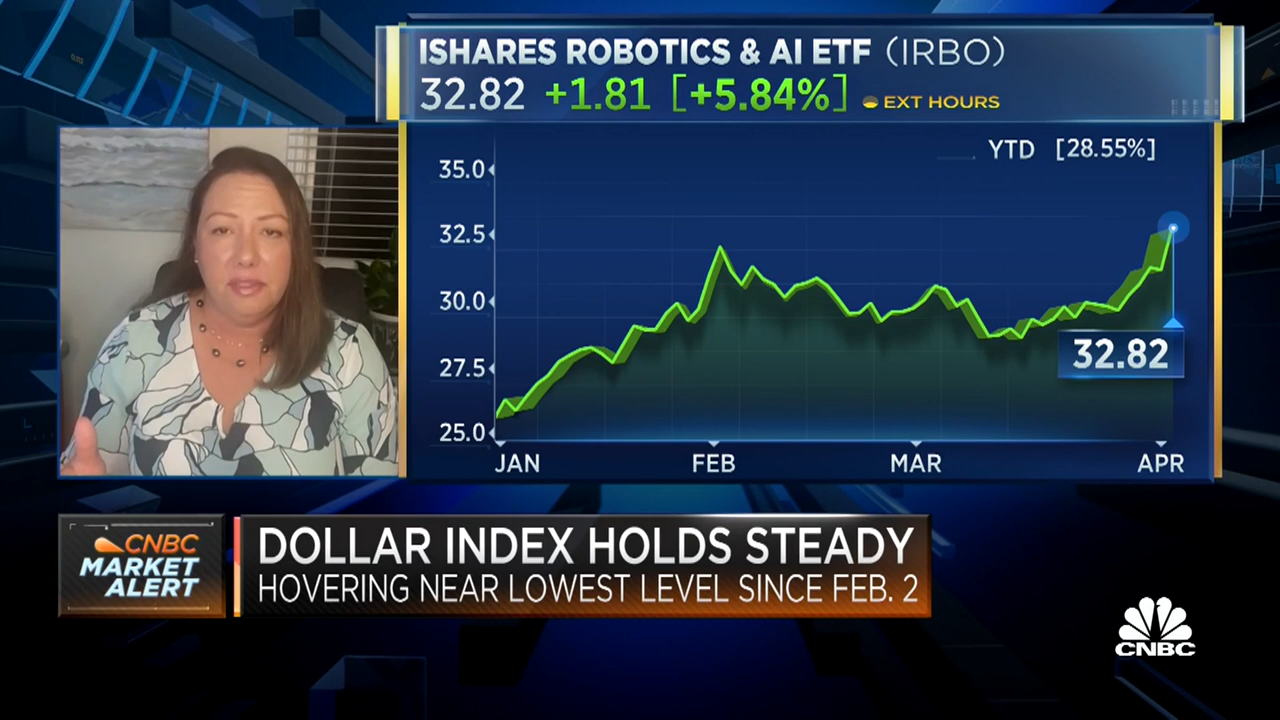 ISHARES ROBOTICS & AI ETF (IRBO)
32.82 +1.81 [+5.84%] EXT HOURS
YTD [28.55%]
35.0
32.5
30.0
27.5
25.0
32.82
JAN FEB MAR APR
CNBC
MARKET
ALERT
DOLLAR INDEX HOLDS STEADY
HOVERING NEAR LOWEST LEVEL SINCE FEB. 2
CNBC